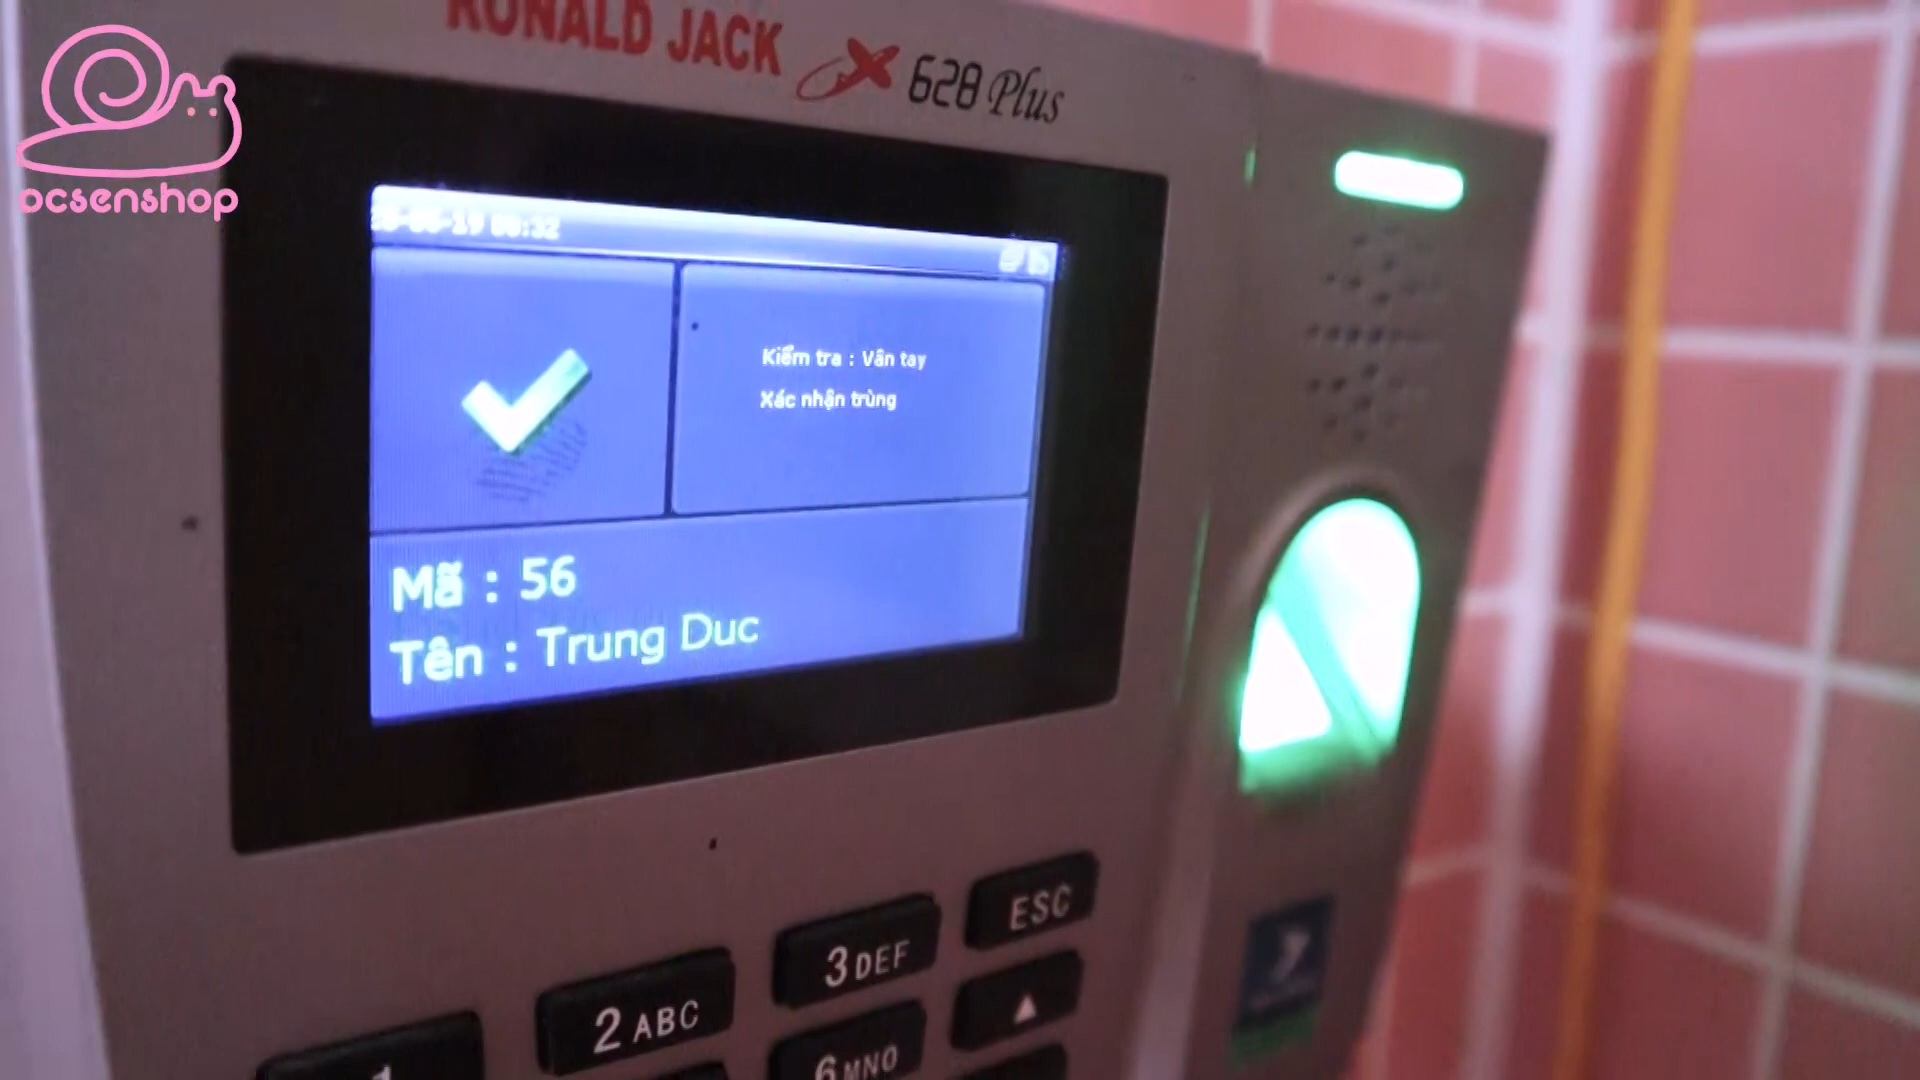 RONALD JACK X 628 Plus
ocsenshop
Kiểm tra : Vân tay
Xác nhận trùng
Mã : 56
Tên : Trung Duc
ESC
3 DEF
2 ABC
6 MNO
1